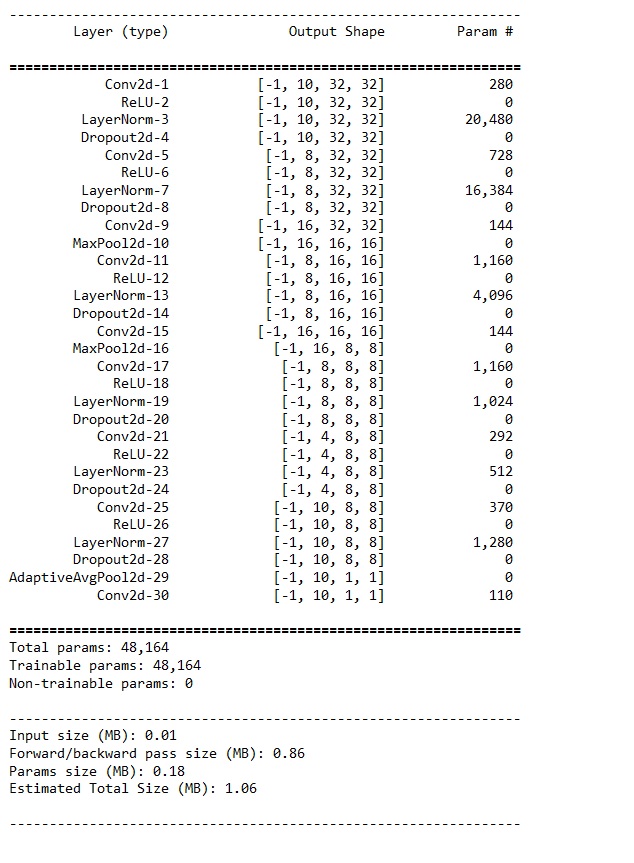 ----------------------------------------------------------------
        Layer (type)               Output Shape         Param #
================================================================
            Conv2d-1           [-1, 10, 32, 32]             280
              ReLU-2           [-1, 10, 32, 32]               0
         LayerNorm-3           [-1, 10, 32, 32]          20,480
         Dropout2d-4           [-1, 10, 32, 32]               0
            Conv2d-5            [-1, 8, 32, 32]             728
              ReLU-6            [-1, 8, 32, 32]               0
         LayerNorm-7            [-1, 8, 32, 32]          16,384
         Dropout2d-8            [-1, 8, 32, 32]               0
            Conv2d-9           [-1, 16, 32, 32]             144
        MaxPool2d-10           [-1, 16, 16, 16]               0
           Conv2d-11            [-1, 8, 16, 16]           1,160
             ReLU-12            [-1, 8, 16, 16]               0
        LayerNorm-13            [-1, 8, 16, 16]           4,096
        Dropout2d-14            [-1, 8, 16, 16]               0
           Conv2d-15           [-1, 16, 16, 16]             144
        MaxPool2d-16             [-1, 16, 8, 8]               0
           Conv2d-17              [-1, 8, 8, 8]           1,160
             ReLU-18              [-1, 8, 8, 8]               0
        LayerNorm-19              [-1, 8, 8, 8]           1,024
        Dropout2d-20              [-1, 8, 8, 8]               0
           Conv2d-21              [-1, 4, 8, 8]             292
             ReLU-22              [-1, 4, 8, 8]               0
        LayerNorm-23              [-1, 4, 8, 8]             512
        Dropout2d-24              [-1, 4, 8, 8]               0
           Conv2d-25             [-1, 10, 8, 8]             370
             ReLU-26             [-1, 10, 8, 8]               0
        LayerNorm-27             [-1, 10, 8, 8]           1,280
        Dropout2d-28             [-1, 10, 8, 8]               0
AdaptiveAvgPool2d-29             [-1, 10, 1, 1]               0
           Conv2d-30             [-1, 10, 1, 1]             110
================================================================
Total params: 48,164
Trainable params: 48,164
Non-trainable params: 0
----------------------------------------------------------------
Input size (MB): 0.01
Forward/backward pass size (MB): 0.86
Params size (MB): 0.18
Estimated Total Size (MB): 1.06
----------------------------------------------------------------